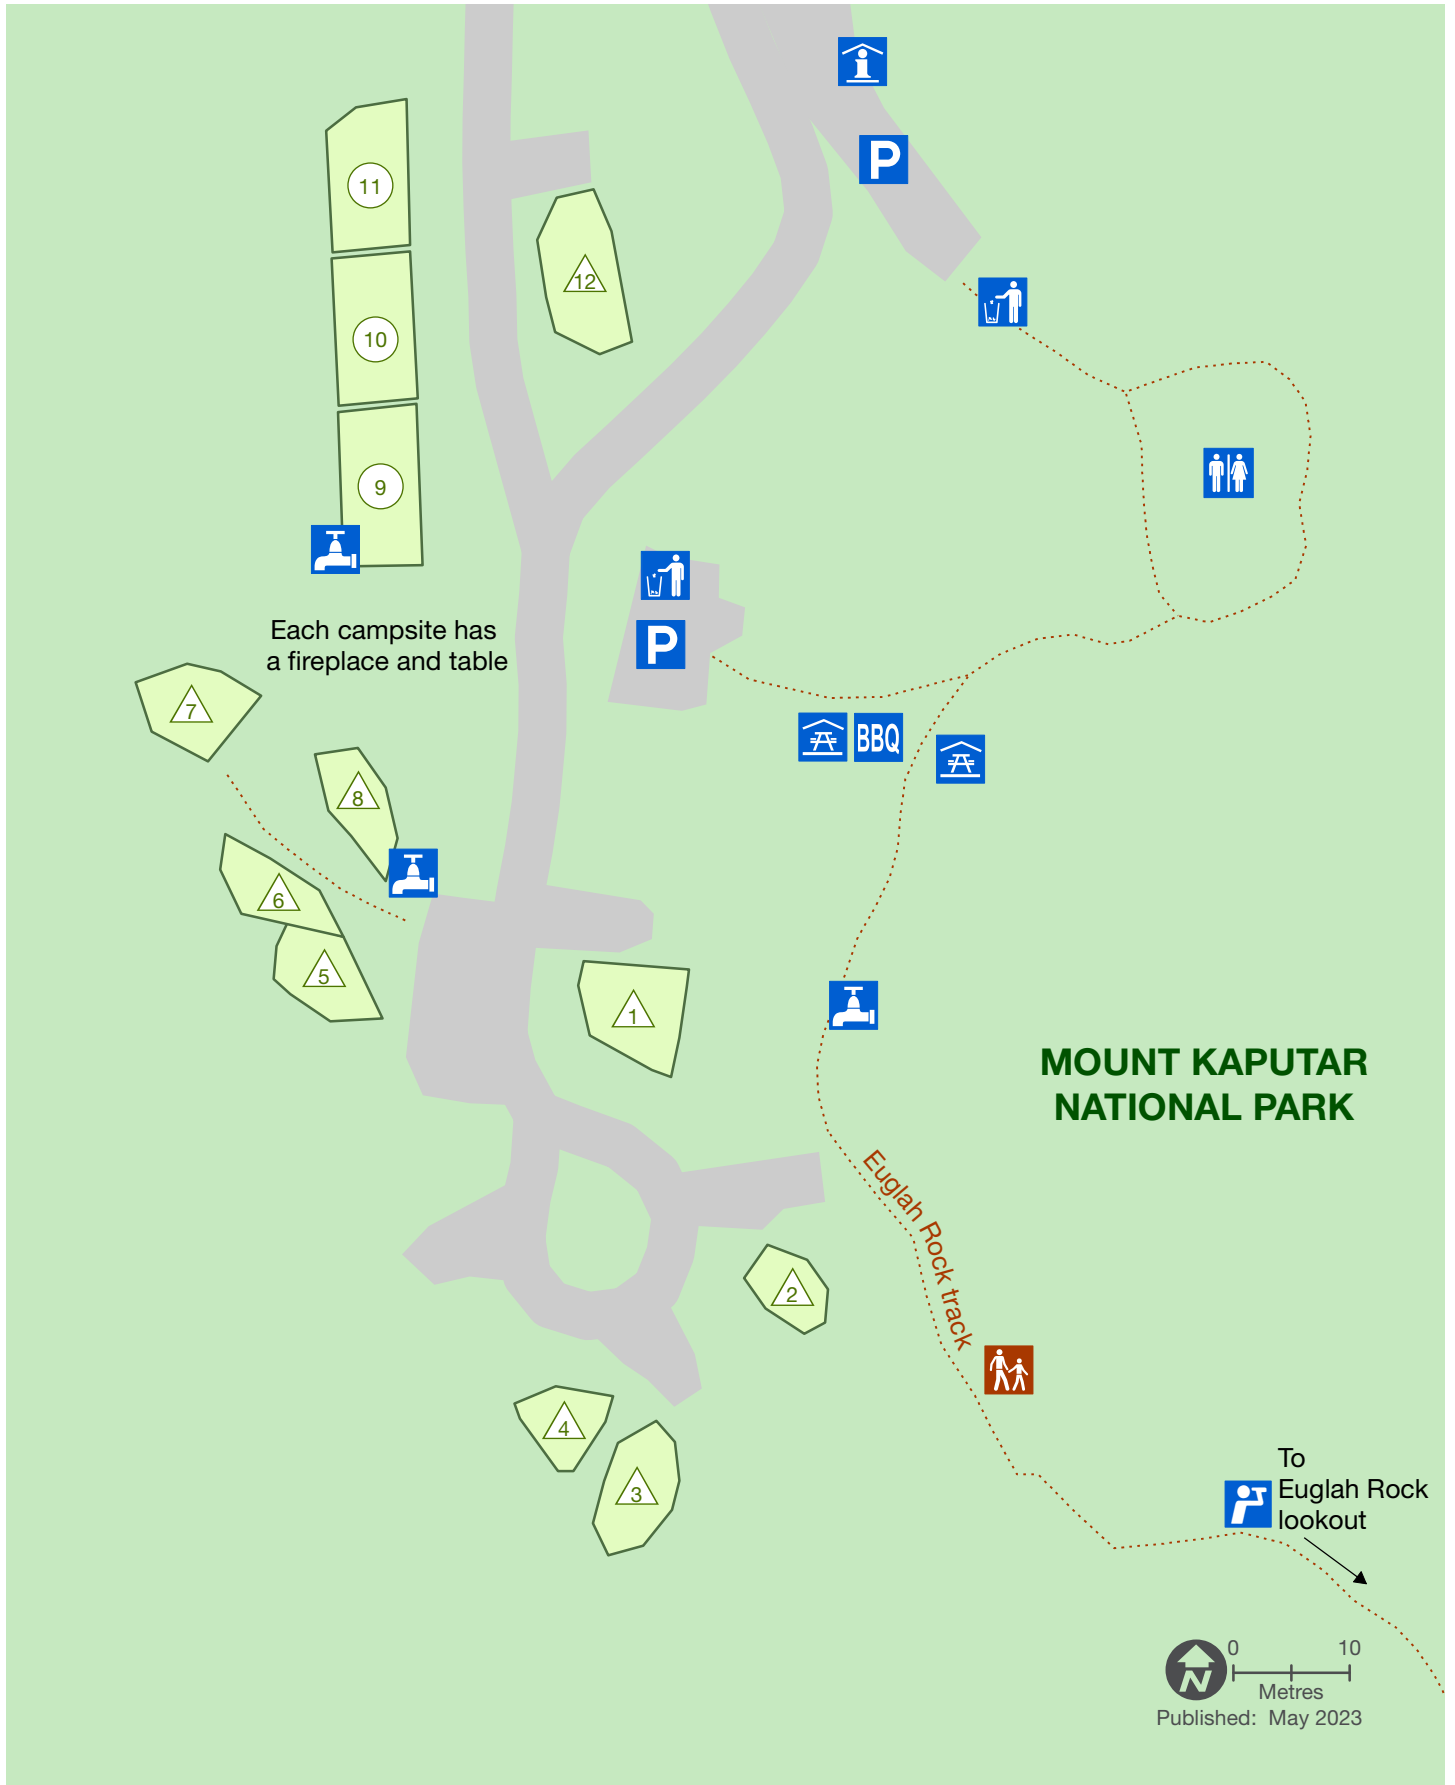 P
11
12
10
9
P
Each campsite has
a fireplace and table
7
BBQ
8
6
5
1
MOUNT KAPUTAR
NATIONAL PARK
Euglah Rock track
2
4
3
To
Euglah Rock
lookout
N
0 10
Metres
Published: May 2023